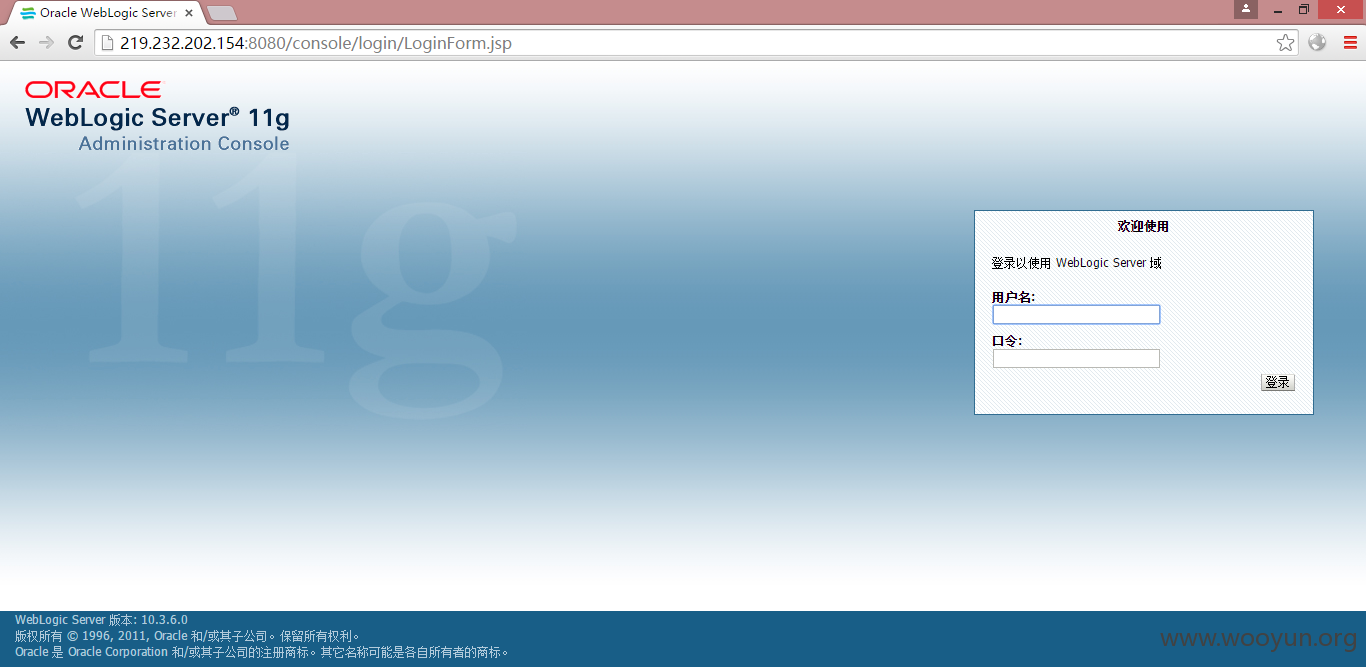 Oracle WebLogic Server
219.232.202.154:8080/console/login/LoginForm.jsp
ORACLE
WebLogic Server® 11g
Administration Console
11g
欢迎使用
登录以使用 WebLogic Server 域
用户名:
口令:
登录
WebLogic Server 版本: 10.3.6.0
版权所有 © 1996, 2011, Oracle 和/或其子公司。保留所有权利。
Oracle 是 Oracle Corporation 和/或其子公司的注册商标。其它名称可能是各自所有者的商标。
www.wooyun.org